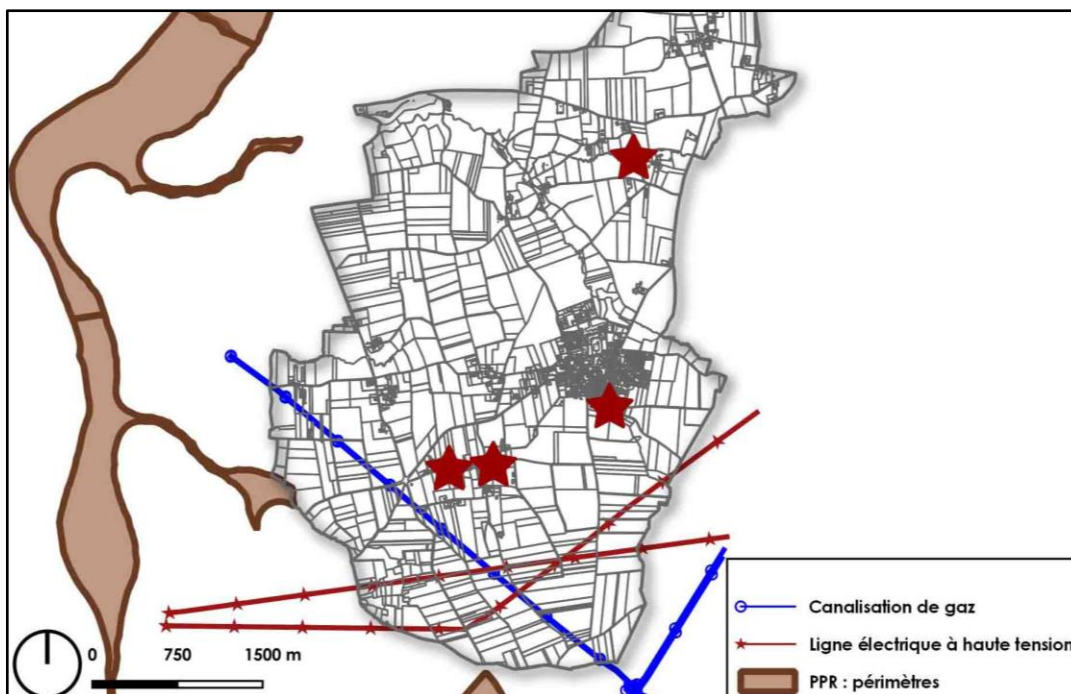 Canalisation de gaz
Ligne électrique à haute tension
PPR : périmètres
0 750 1500 m